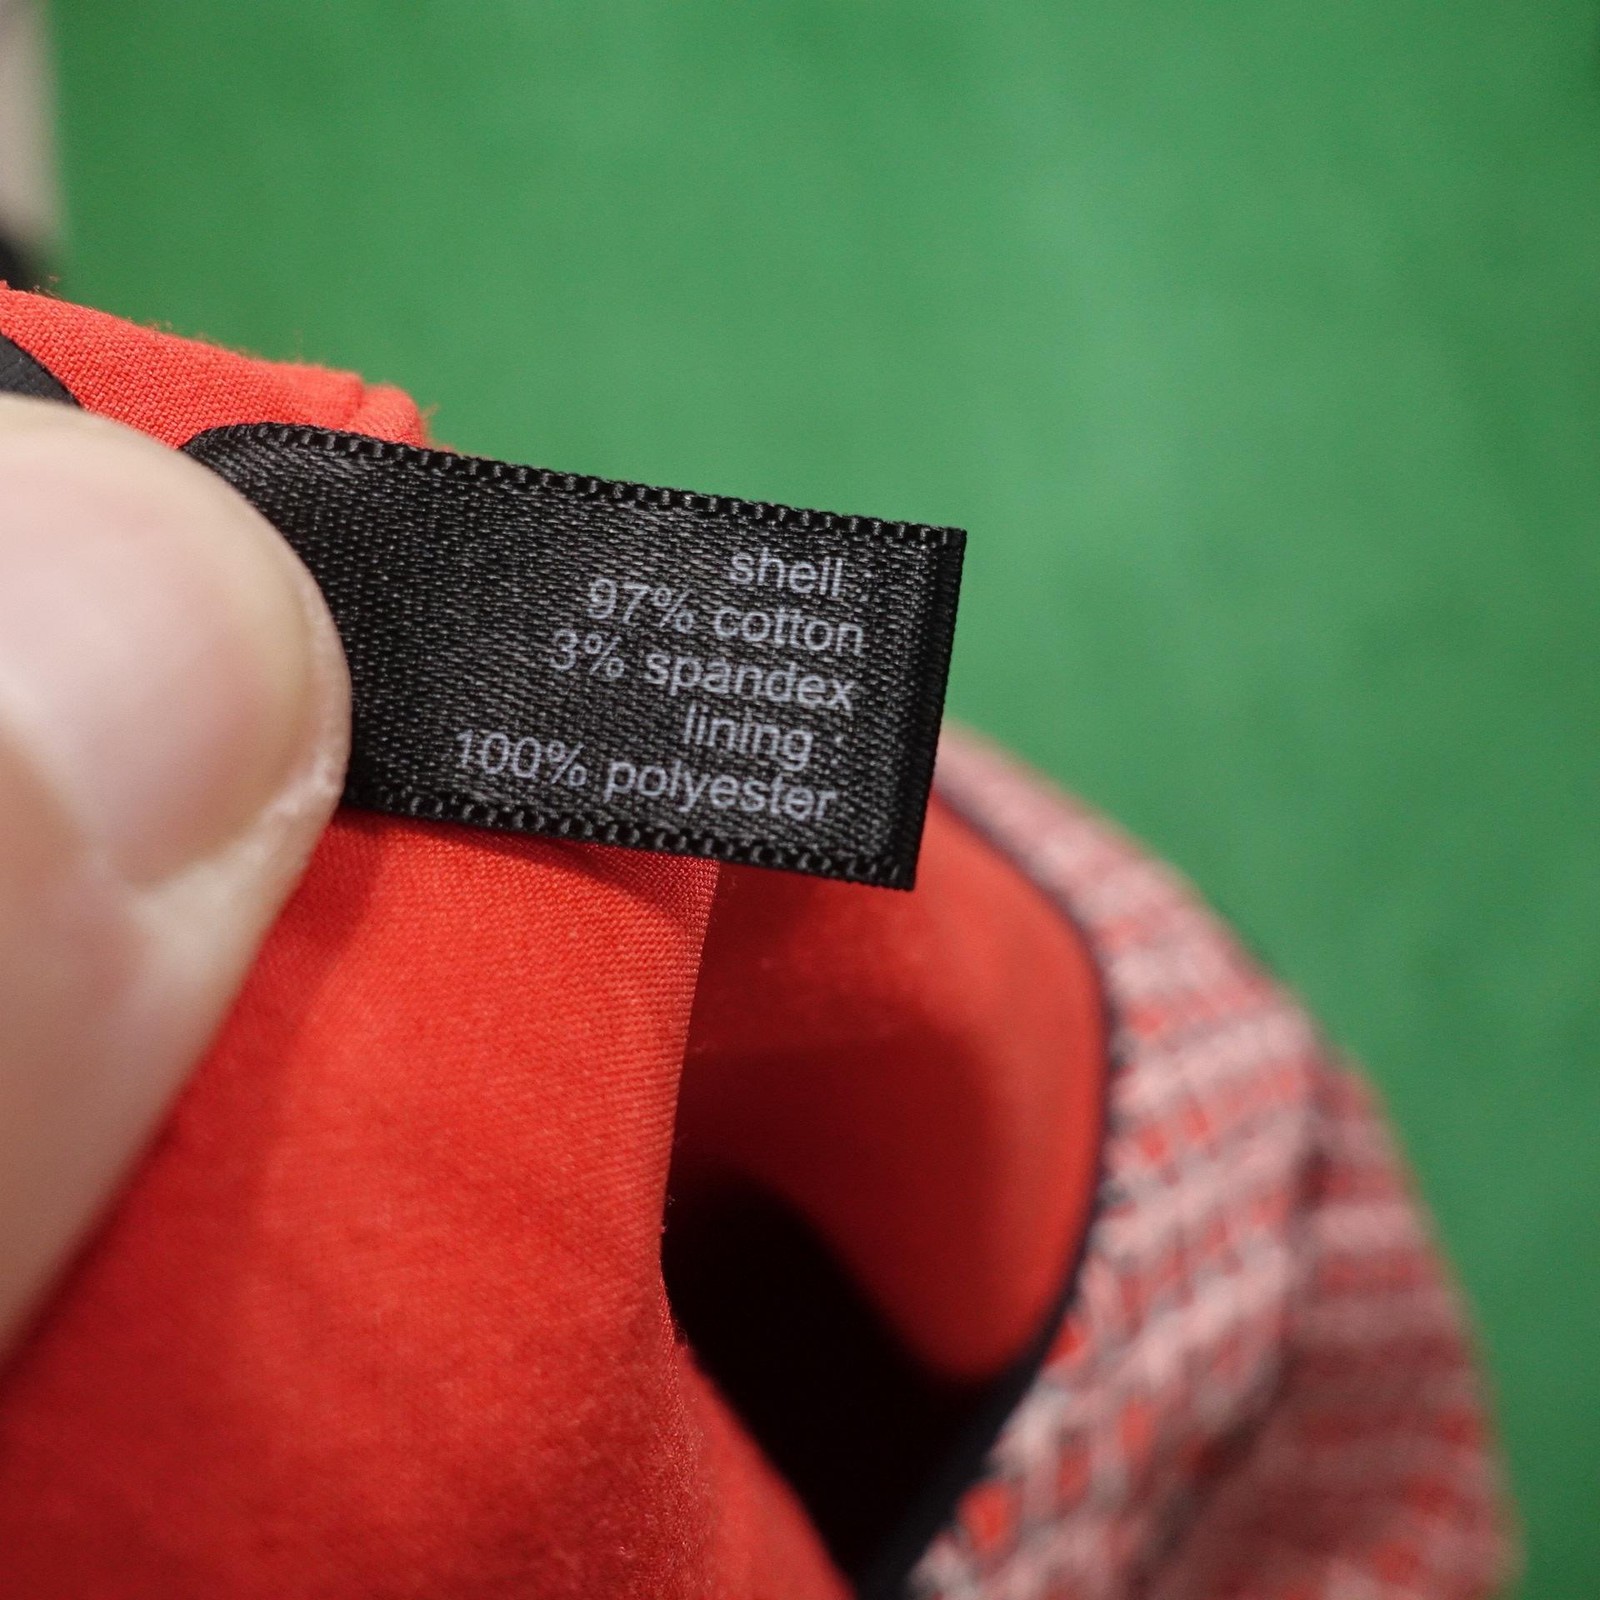 shell :
97% cotton
3% spandex
lining :
100% polyester